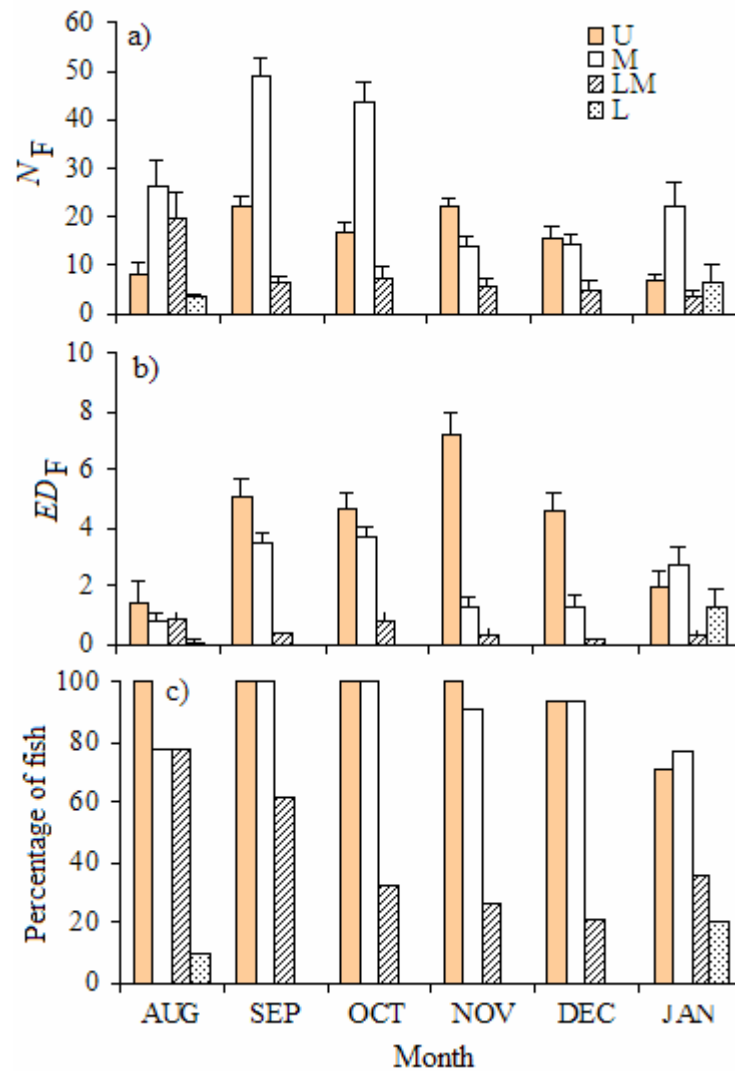 a)
U
M
LM
L
60
50
40
30
20
10
0
NF
b)
10
8
6
4
2
0
EDF
c)
100
80
60
40
20
0
Percentage of fish
AUG SEP OCT NOV DEC JAN
Month